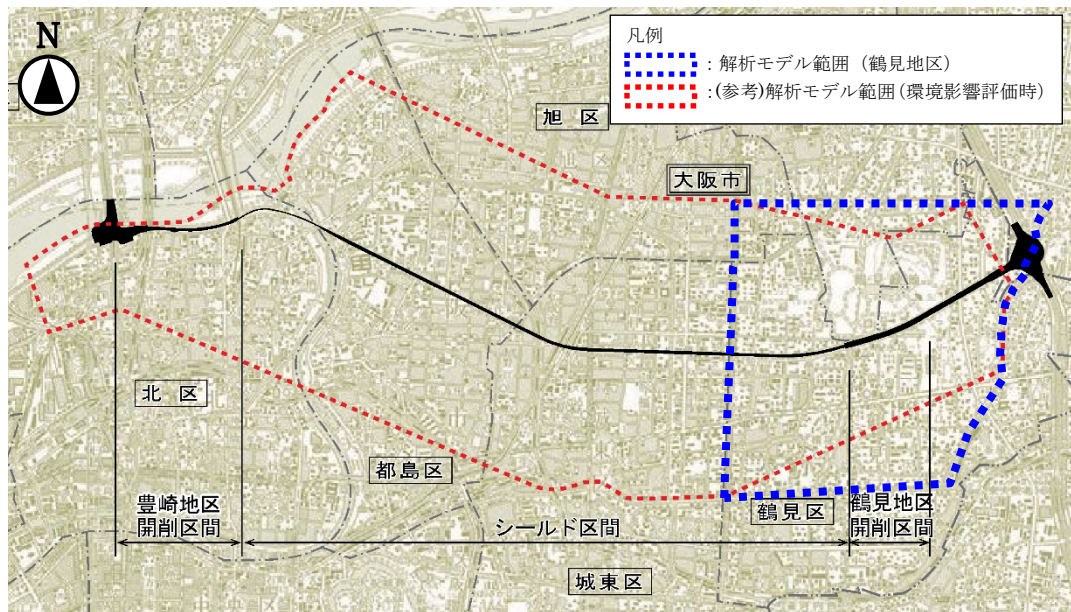 N
凡例
: 解析モデル範囲（鶴見地区）
:(参考)解析モデル範囲(環境影響評価時)
旭 区
大阪市
北 区
都島区
鶴見区
豊崎地区
開削区間
シールド区間
鶴見地区
開削区間
城東区